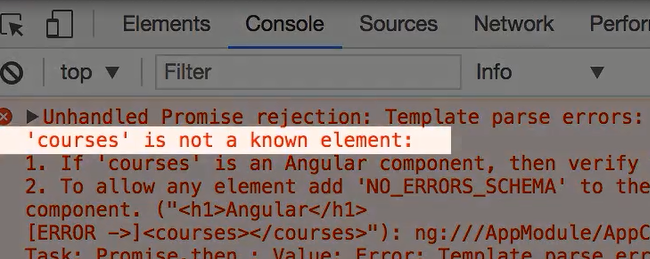 Elements Console Sources Network Perfor
top ▼ Filter Info ▼
▶Unhandled Promise rejection: Template parse errors:
'courses' is not a known element:
1. If 'courses' is an Angular component, then verify
2. To allow any element add 'NO_ERRORS_SCHEMA' to the
component. ("<h1>Angular</h1>
[ERROR ->]<courses></courses>"): ng:///AppModule/AppC
Task: Promise.then ; Value: Error: Template parse err